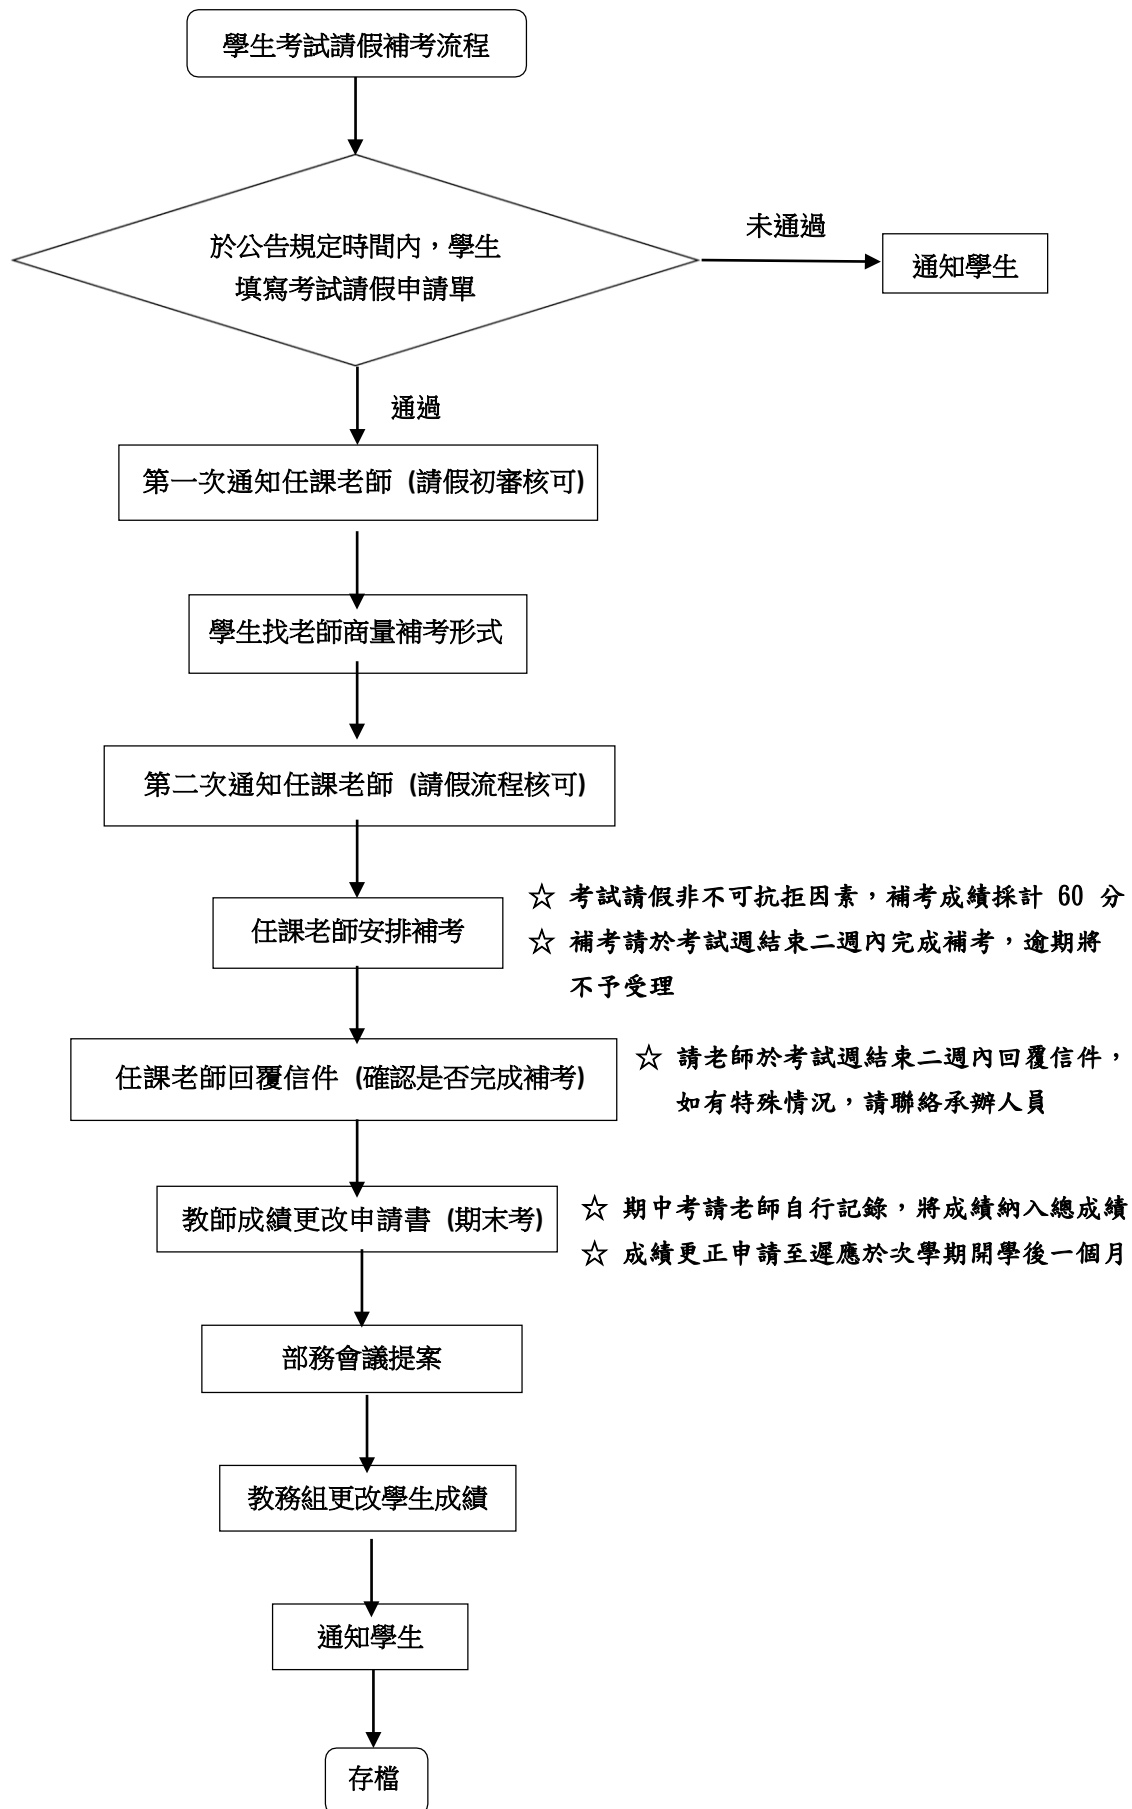 學生考試請假補考流程
於公告規定時間內，學生
填寫考試請假申請單
未通過
通知學生
通過
第一次通知任課老師 (請假初審核可)
學生找老師商量補考形式
第二次通知任課老師 (請假流程核可)
任課老師安排補考
☆ 考試請假非不可抗拒因素，補考成績採計 60 分
☆ 補考請於考試週結束二週內完成補考，逾期將
不予受理
任課老師回覆信件 (確認是否完成補考)
☆ 請老師於考試週結束二週內回覆信件，
如有特殊情況，請聯絡承辦人員
教師成績更改申請書 (期末考)
☆ 期中考請老師自行記錄，將成績納入總成績
☆ 成績更正申請至遲應於次學期開學後一個月
部務會議提案
教務組更改學生成績
通知學生
存檔